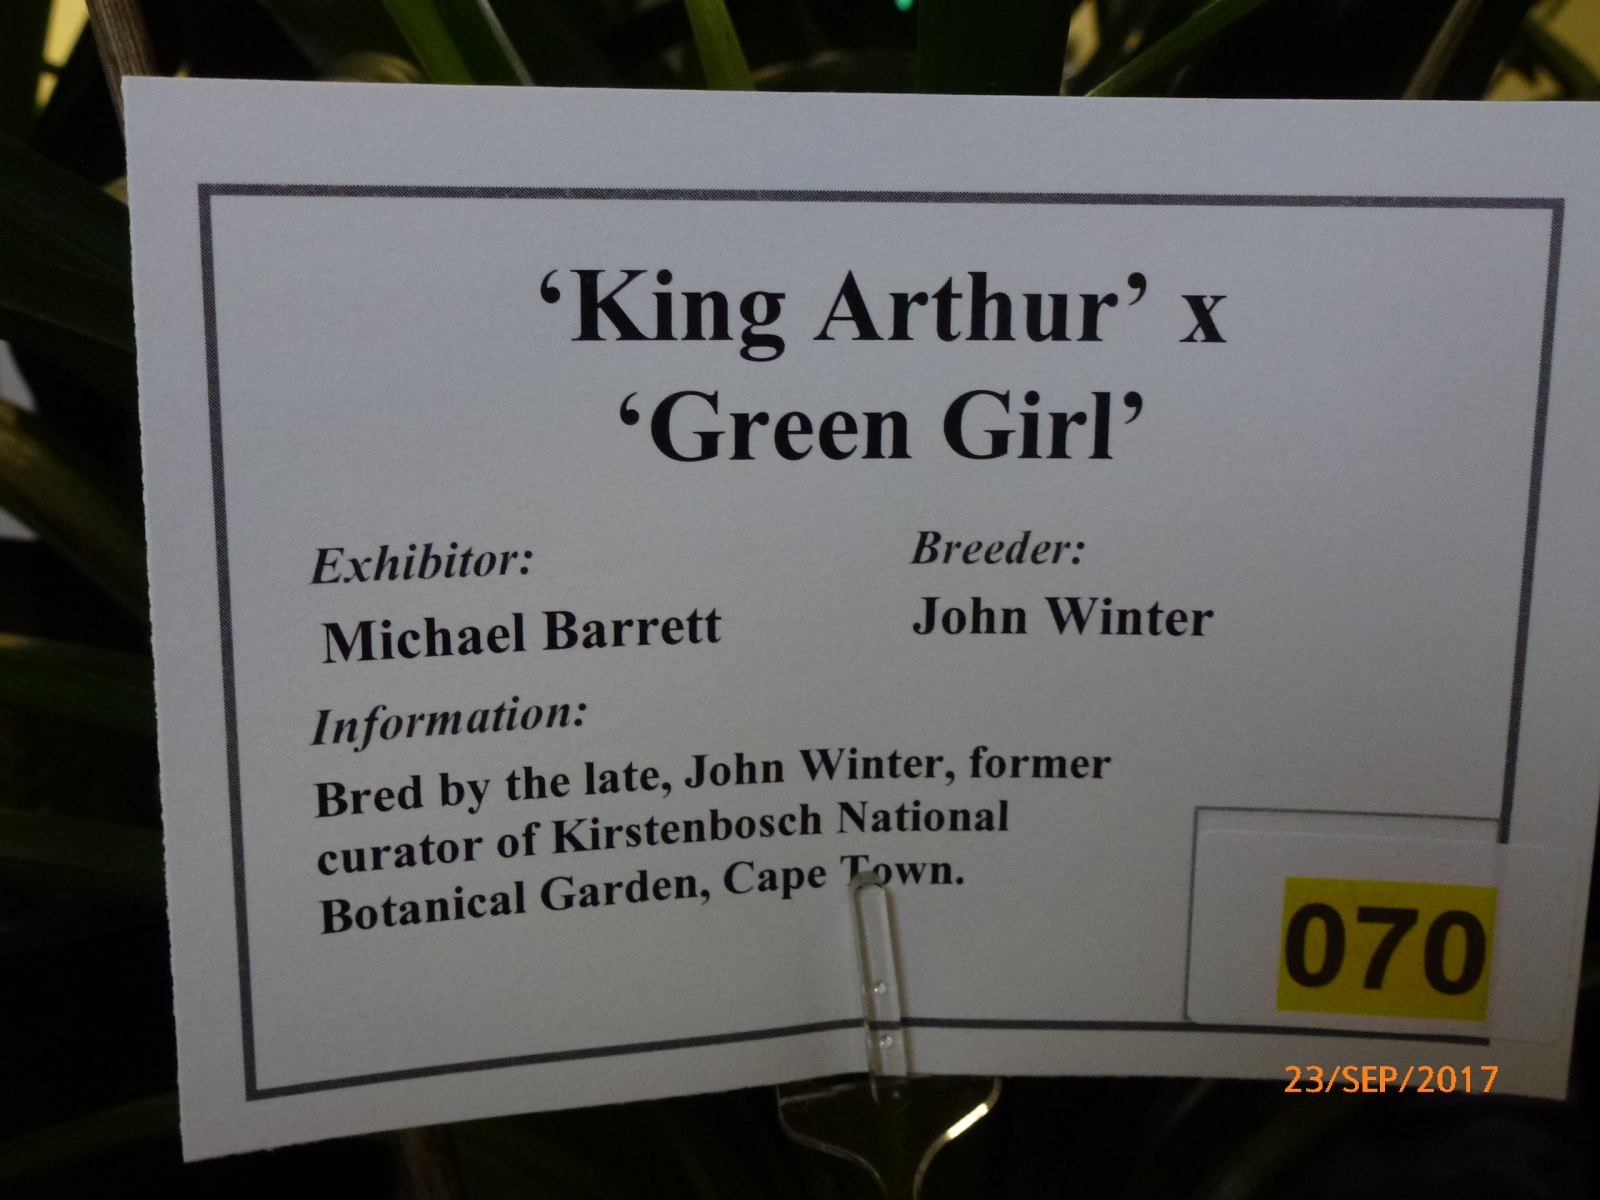 ‘King Arthur’ x
‘Green Girl’
Exhibitor:
Michael Barrett
Breeder:
John Winter
Information:
Bred by the late, John Winter, former
curator of Kirstenbosch National
Botanical Garden, Cape Town.
070
23/SEP/2017